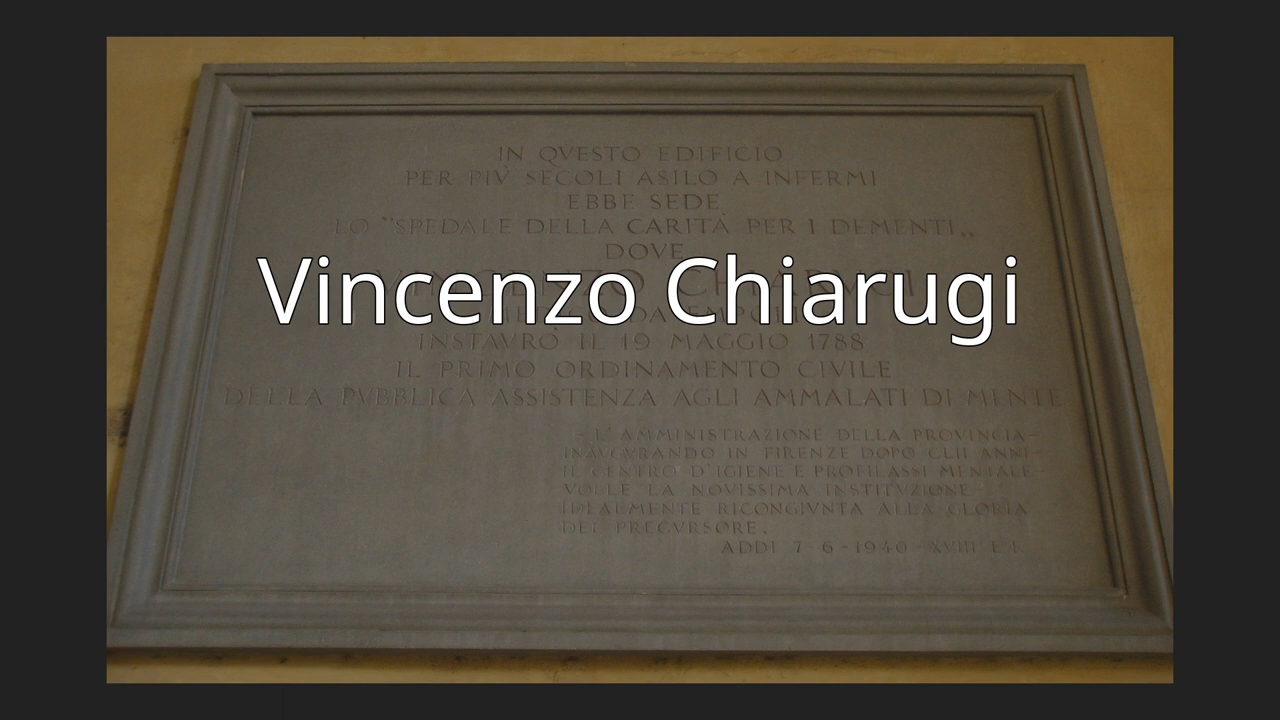 IN QVESTO EDIFICIO
PER PIV̀ SECOLI ASILO A INFERMI
EBBE SEDE
LO "SPEDALE DELLA CARITÀ PER I DEMENTI„
DOVE
Vincenzo Chiarugi
INSTAVRÒ IL 19 MAGGIO 1788
IL PRIMO ORDINAMENTO CIVILE
DELLA PVBBLICA ASSISTENZA AGLI AMMALATI DI MENTE
- L'AMMINISTRAZIONE DELLA PROVINCIA-
INAVGVRANDO IN FIRENZE DOPO CLII ANNI-
IL CENTRO D'IGIENE E PROFILASSI MENTALE-
VOLLE LA NOVISSIMA INSTITVZIONE-
IDEALMENTE RICONGIVNTA ALLA GLORIA
DEL PRECVRSORE.
ADDI 7-6-1940-XVIII E.F.